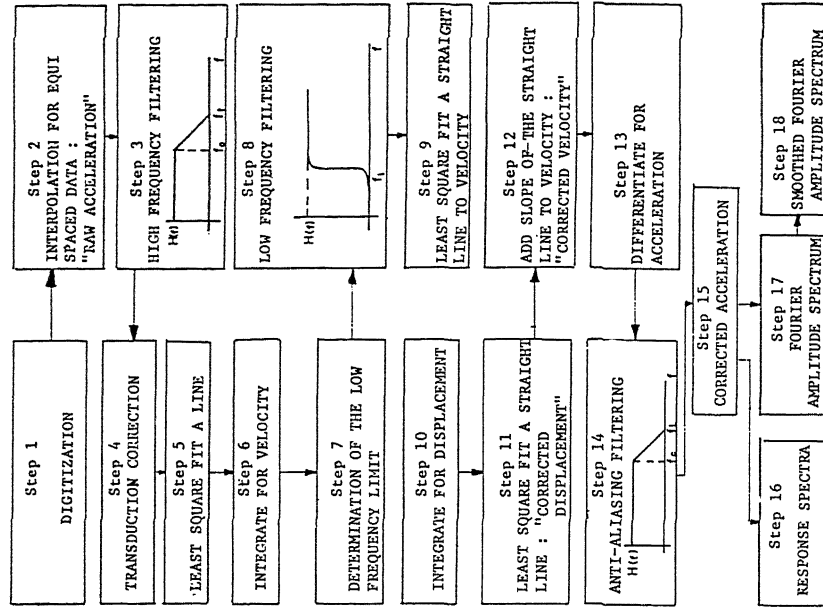 Step 1
DIGITIZATION
Step 2
INTERPOLATION FOR EQUI
SPACED DATA :
"RAW ACCELERATION"
Step 3
HIGH FREQUENCY FILTERING
H(f)
fc
ft
f
Step 4
TRANSDUCTION CORRECTION
Step 5
LEAST SQUARE FIT A LINE
Step 6
INTEGRATE FOR VELOCITY
Step 7
DETERMINATION OF THE LOW
FREQUENCY LIMIT
Step 8
LOW FREQUENCY FILTERING
H(f)
f
Step 9
LEAST SQUARE FIT A STRAIGHT
LINE TO VELOCITY
Step 10
INTEGRATE FOR DISPLACEMENT
Step 11
LEAST SQUARE FIT A STRAIGHT
LINE : "CORRECTED
DISPLACEMENT"
Step 12
ADD SLOPE OF THE STRAIGHT
LINE TO VELOCITY :
"CORRECTED VELOCITY"
Step 13
DIFFERENTIATE FOR
ACCELERATION
Step 14
ANTI-ALIASING FILTERING
H(f)
fc
ft
f
Step 15
CORRECTED ACCELERATION
Step 16
RESPONSE SPECTRA
Step 17
FOURIER
AMPLITUDE SPECTRUM
Step 18
SMOOTHED FOURIER
AMPLITUDE SPECTRUM